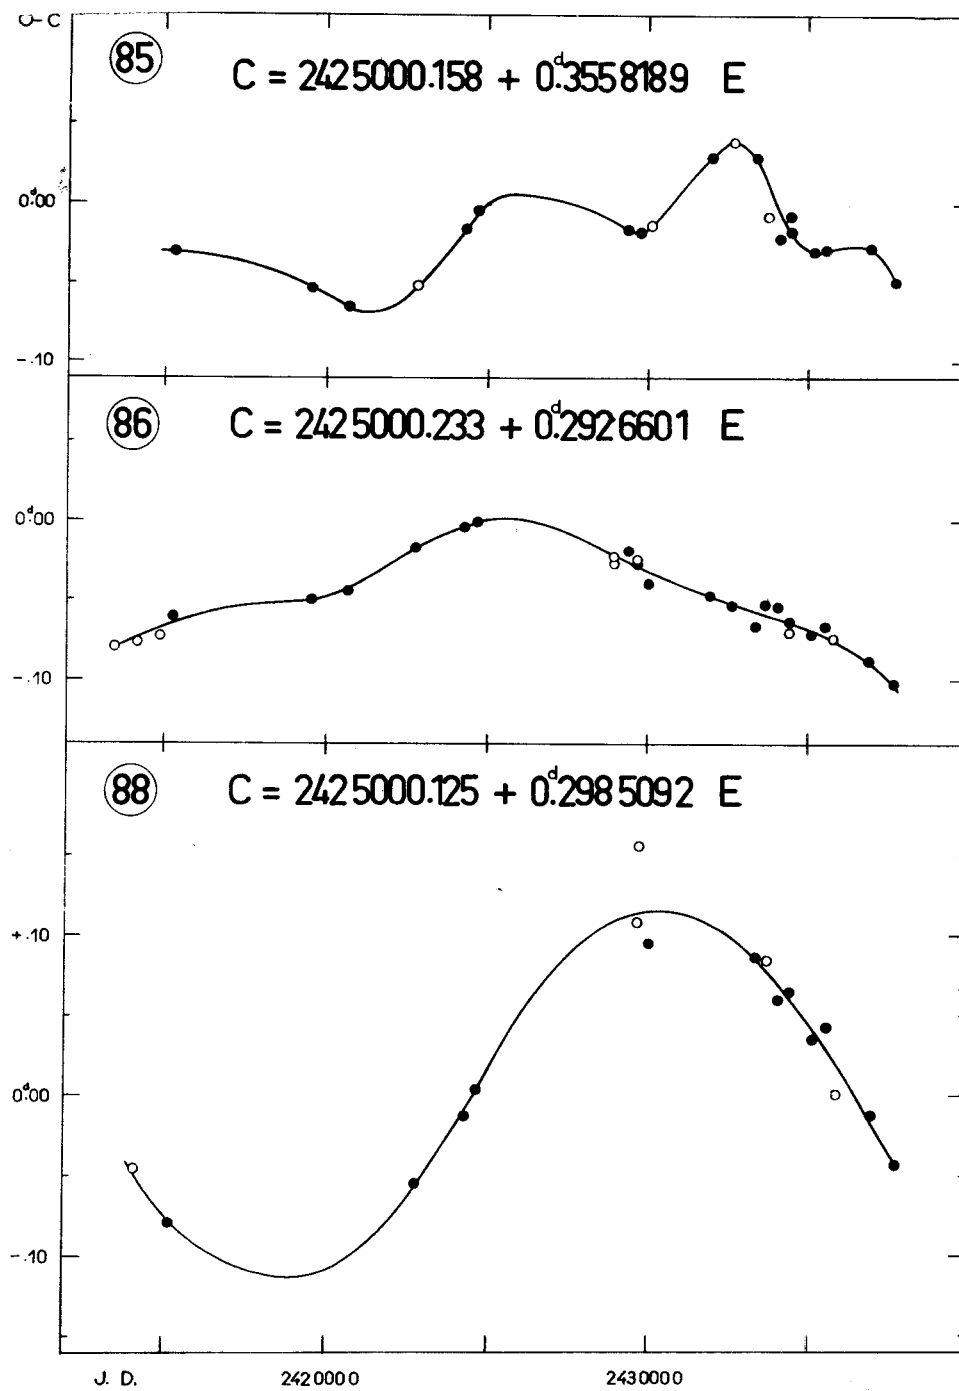 O-C
85 C = 2425000.158 + 0.ᵈ3558189 E
0.ᵈ00
-.10
86 C = 2425000.233 + 0.ᵈ2926601 E
0.ᵈ00
-.10
88 C = 2425000.125 + 0.ᵈ2985092 E
+.10
0.ᵈ00
-.10
J. D. 2420000 2430000